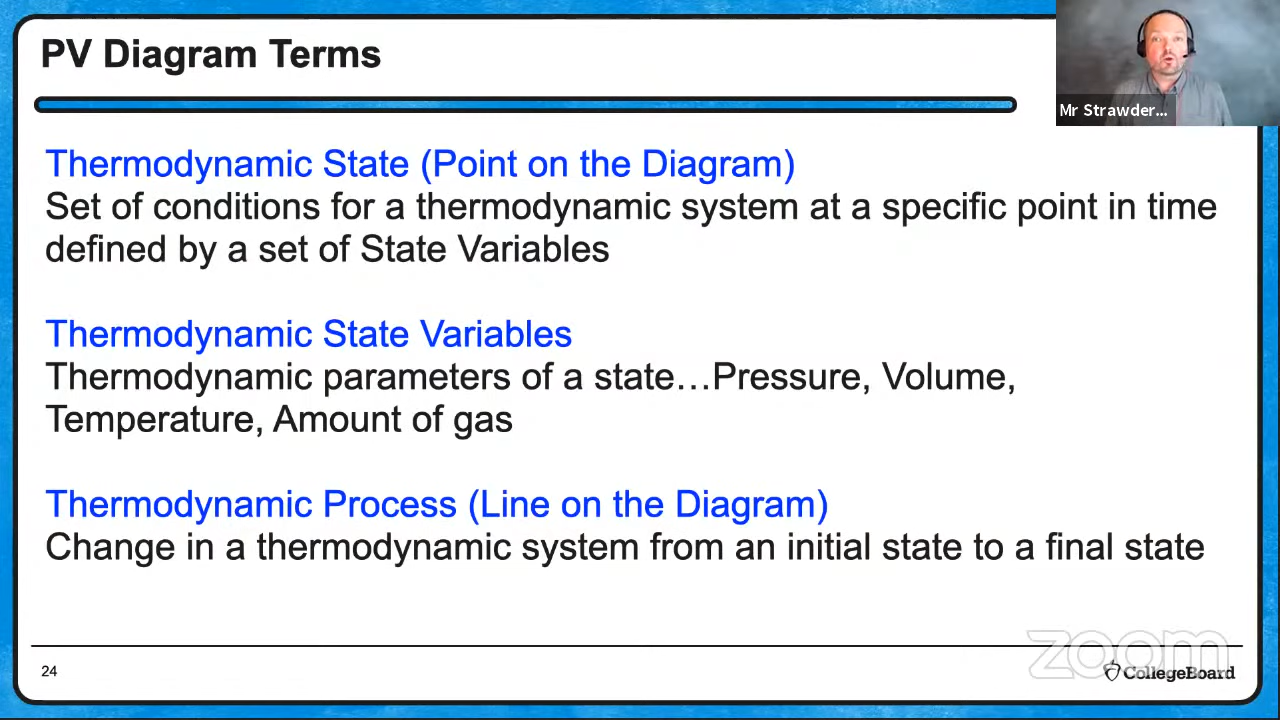 PV Diagram Terms
Mr Strawder...
Thermodynamic State (Point on the Diagram)
Set of conditions for a thermodynamic system at a specific point in time
defined by a set of State Variables
Thermodynamic State Variables
Thermodynamic parameters of a state…Pressure, Volume,
Temperature, Amount of gas
Thermodynamic Process (Line on the Diagram)
Change in a thermodynamic system from an initial state to a final state
zoom
24
CollegeBoard